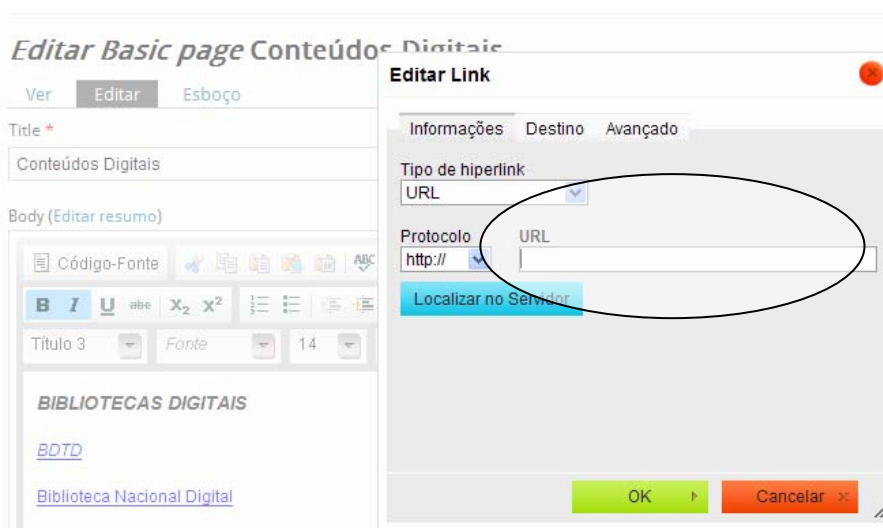 Editar Basic page Conteúdos Digitais
Ver Editar Esboço
Title *
Conteúdos Digitais
Body (Editar resumo)
Código-Fonte ABC
B I U abc X₂ X²
Título 3 Fonte 14
BIBLIOTECAS DIGITAIS
BDTD
Biblioteca Nacional Digital
Editar Link
Informações Destino Avançado
Tipo de hiperlink
URL
Protocolo URL
http://
Localizar no Servidor
OK Cancelar